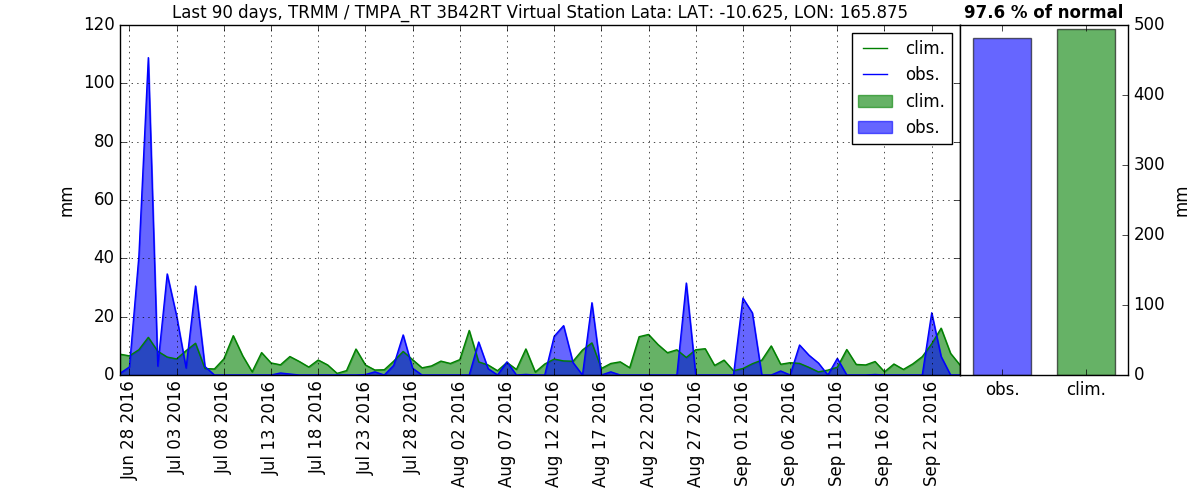 Last 90 days, TRMM / TMPA_RT 3B42RT Virtual Station Lata: LAT: -10.625, LON: 165.875
97.6 % of normal
120
100
80
60
40
20
0
mm
clim.
obs.
clim.
obs.
500
400
300
200
100
0
mm
obs.
clim.
Jun 28 2016
Jul 03 2016
Jul 08 2016
Jul 13 2016
Jul 18 2016
Jul 23 2016
Jul 28 2016
Aug 02 2016
Aug 07 2016
Aug 12 2016
Aug 17 2016
Aug 22 2016
Aug 27 2016
Sep 01 2016
Sep 06 2016
Sep 11 2016
Sep 16 2016
Sep 21 2016